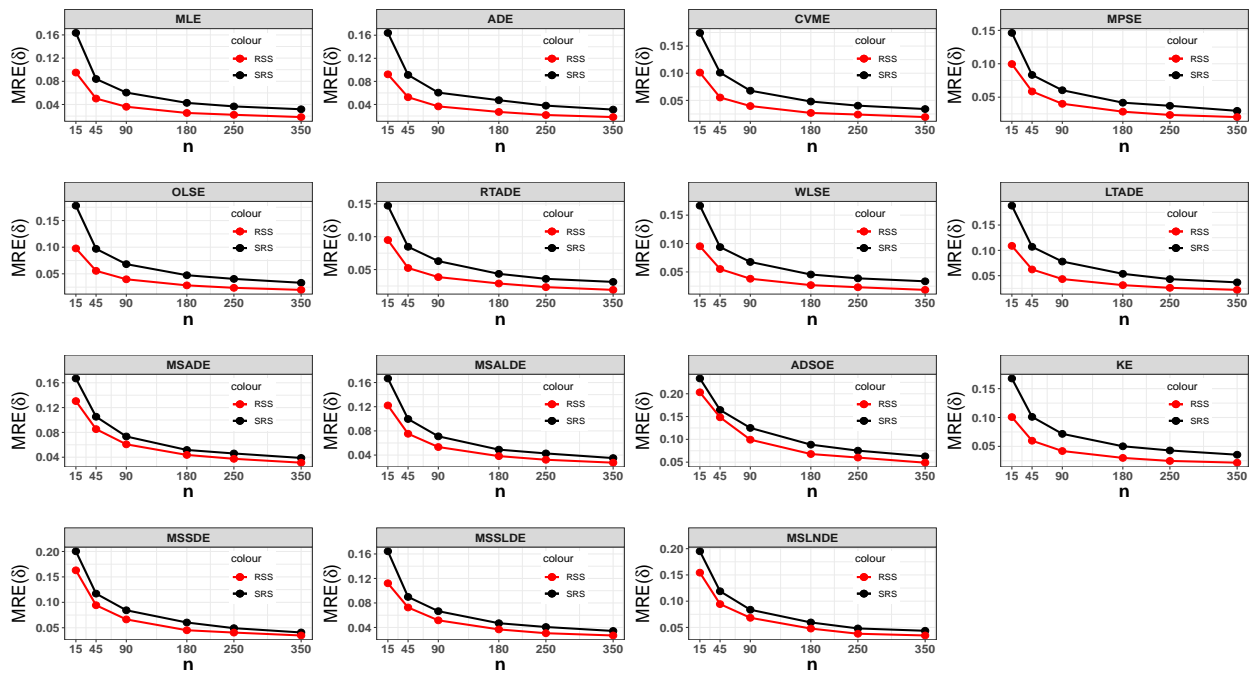 MLE
MRE(δ)
0.16
0.12
0.08
0.04
colour
RSS
SRS
15 45 90 180 250 350
n
ADE
MRE(δ)
0.16
0.12
0.08
0.04
colour
RSS
SRS
15 45 90 180 250 350
n
CVME
MRE(δ)
0.15
0.10
0.05
colour
RSS
SRS
15 45 90 180 250 350
n
MPSE
MRE(δ)
0.15
0.10
0.05
colour
RSS
SRS
15 45 90 180 250 350
n
OLSE
MRE(δ)
0.15
0.10
0.05
colour
RSS
SRS
15 45 90 180 250 350
n
RTADE
MRE(δ)
0.15
0.10
0.05
colour
RSS
SRS
15 45 90 180 250 350
n
WLSE
MRE(δ)
0.15
0.10
0.05
colour
RSS
SRS
15 45 90 180 250 350
n
LTADE
MRE(δ)
0.15
0.10
0.05
colour
RSS
SRS
15 45 90 180 250 350
n
MSADE
MRE(δ)
0.16
0.12
0.08
0.04
colour
RSS
SRS
15 45 90 180 250 350
n
MSALDE
MRE(δ)
0.16
0.12
0.08
0.04
colour
RSS
SRS
15 45 90 180 250 350
n
ADSOE
MRE(δ)
0.20
0.15
0.10
0.05
colour
RSS
SRS
15 45 90 180 250 350
n
KE
MRE(δ)
0.15
0.10
0.05
colour
RSS
SRS
15 45 90 180 250 350
n
MSSDE
MRE(δ)
0.20
0.15
0.10
0.05
colour
RSS
SRS
15 45 90 180 250 350
n
MSSLDE
MRE(δ)
0.16
0.12
0.08
0.04
colour
RSS
SRS
15 45 90 180 250 350
n
MSLNDE
MRE(δ)
0.20
0.15
0.10
0.05
colour
RSS
SRS
15 45 90 180 250 350
n